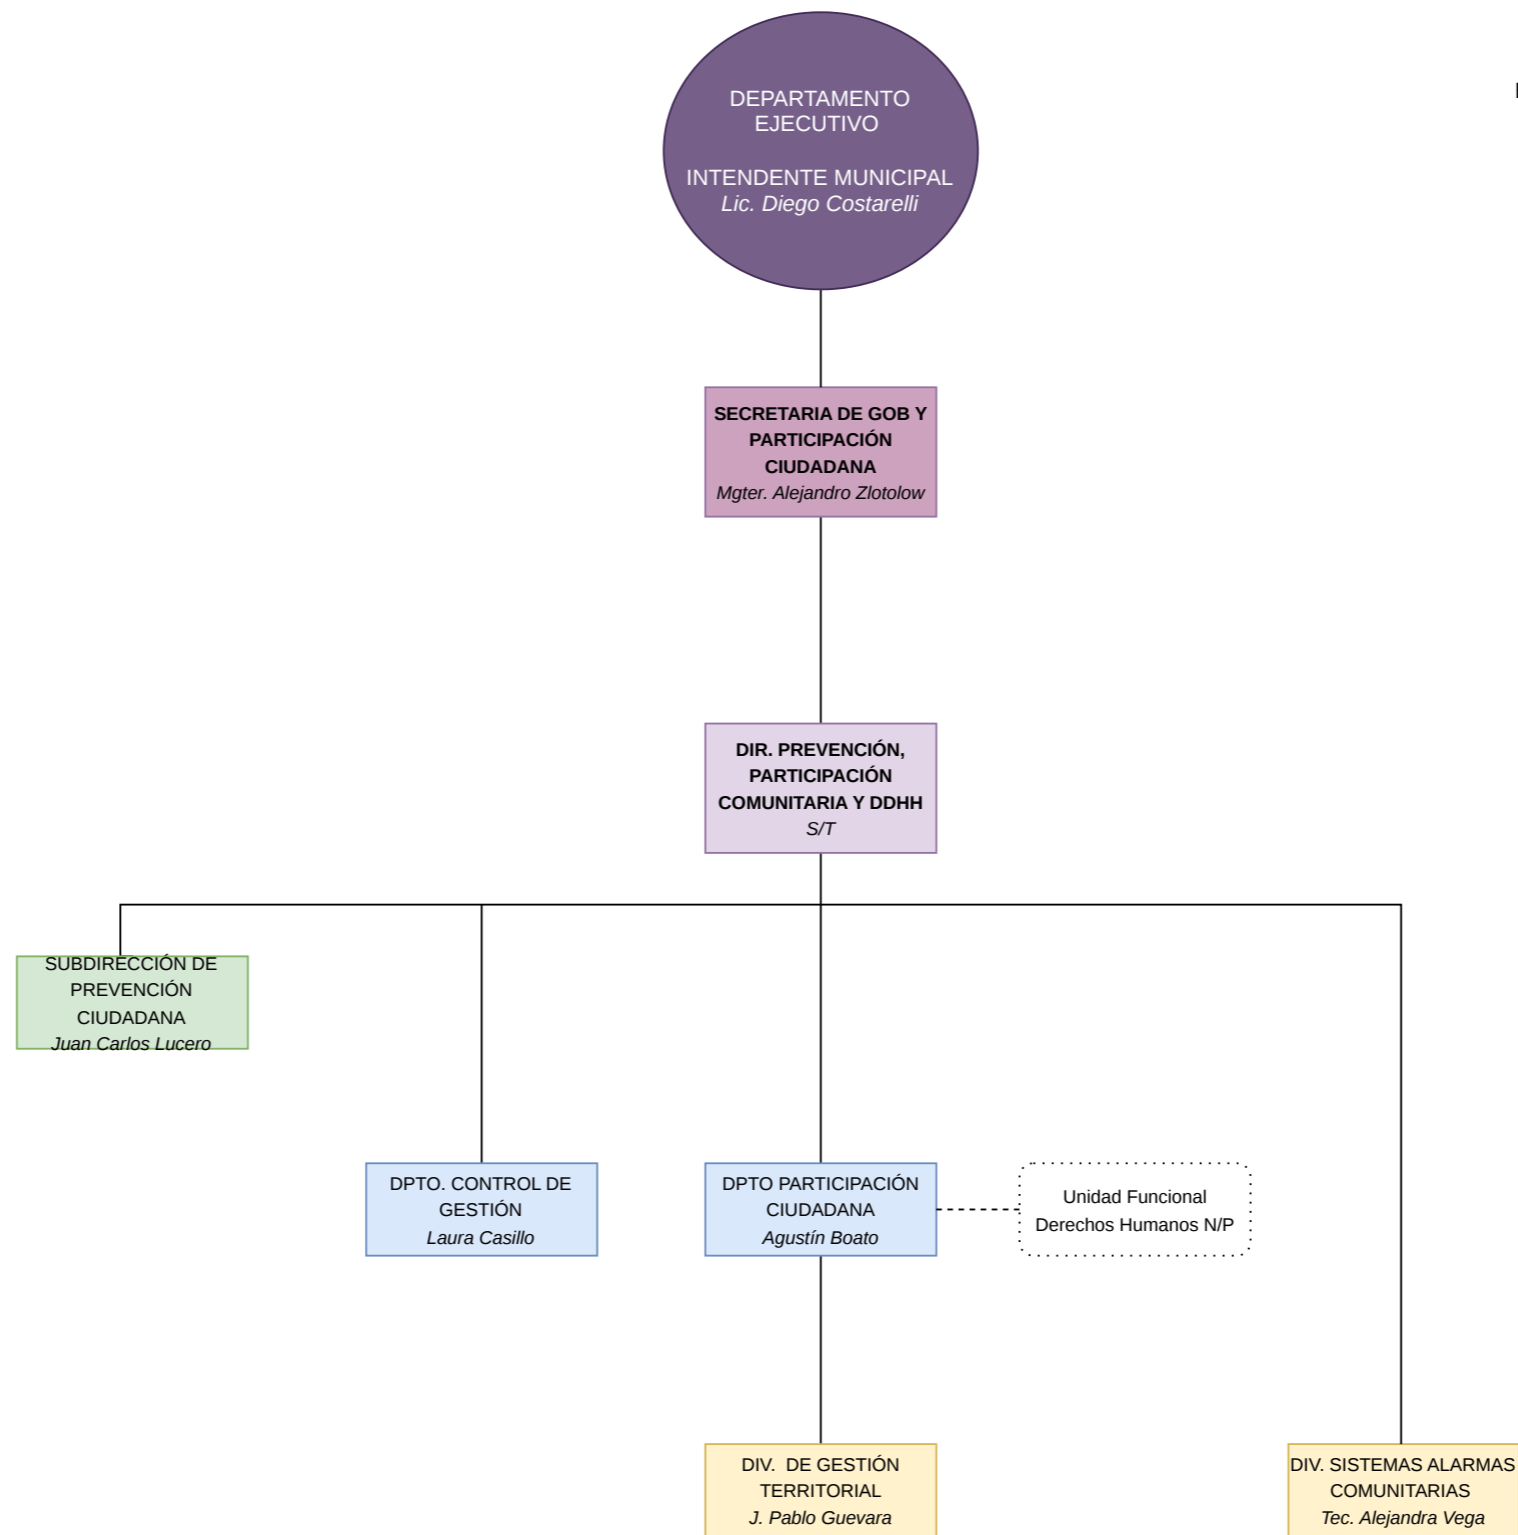 DEPARTAMENTO
EJECUTIVO
INTENDENTE MUNICIPAL
Lic. Diego Costarelli
SECRETARIA DE GOB Y
PARTICIPACIÓN
CIUDADANA
Mgter. Alejandro Zlotolow
DIR. PREVENCIÓN,
PARTICIPACIÓN
COMUNITARIA Y DDHH
S/T
SUBDIRECCIÓN DE
PREVENCIÓN
CIUDADANA
Juan Carlos Lucero
DPTO. CONTROL DE
GESTIÓN
Laura Casillo
DPTO PARTICIPACIÓN
CIUDADANA
Agustín Boato
Unidad Funcional
Derechos Humanos N/P
DIV. DE GESTIÓN
TERRITORIAL
J. Pablo Guevara
DIV. SISTEMAS ALARMAS
COMUNITARIAS
Tec. Alejandra Vega